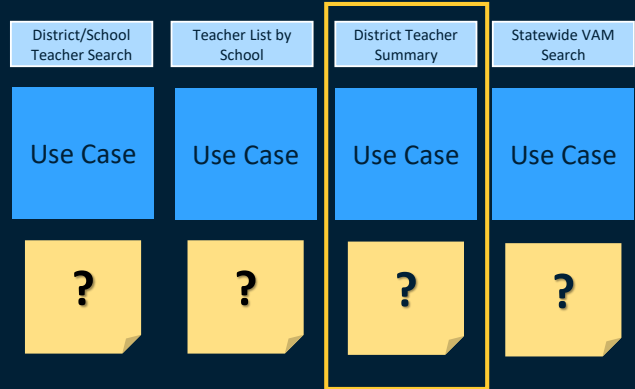 District/School
Teacher Search
Teacher List by
School
District Teacher
Summary
Statewide VAM
Search
Use Case
Use Case
Use Case
Use Case
?
?
?
?